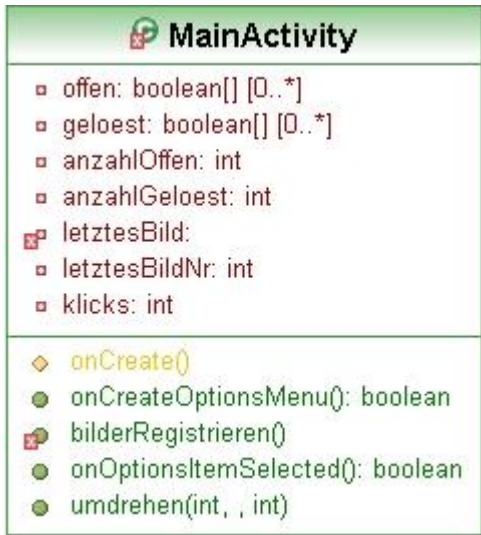 MainActivity
offen: boolean[] [0..*]
geloest: boolean[] [0..*]
anzahlOffen: int
anzahlGeloest: int
letztesBild:
letztesBildNr: int
klicks: int
onCreate()
onCreateOptionsMenu(): boolean
bilderRegistrieren()
onOptionsItemSelected(): boolean
umdrehen(int, , int)